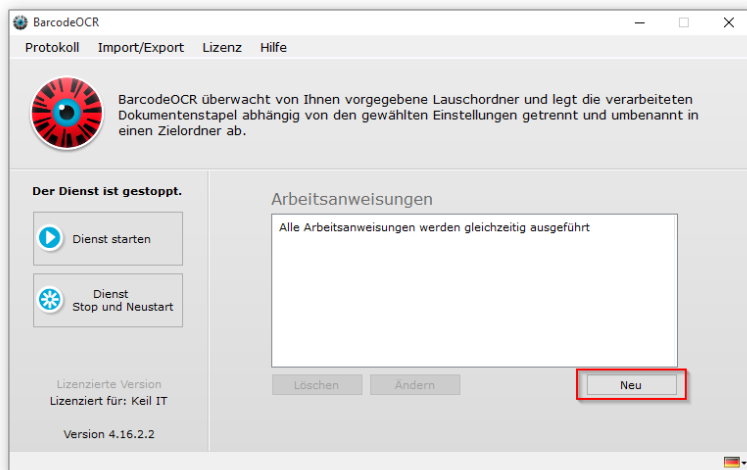 BarcodeOCR
Protokoll Import/Export Lizenz Hilfe
BarcodeOCR überwacht von Ihnen vorgegebene Lauschordner und legt die verarbeiteten
Dokumentenstapel abhängig von den gewählten Einstellungen getrennt und umbenannt in
einen Zielordner ab.
Der Dienst ist gestoppt.
Dienst starten
Dienst
Stop und Neustart
Lizenzierte Version
Lizenziert für: Keil IT
Version 4.16.2.2
Arbeitsanweisungen
Alle Arbeitsanweisungen werden gleichzeitig ausgeführt
Löschen Ändern Neu